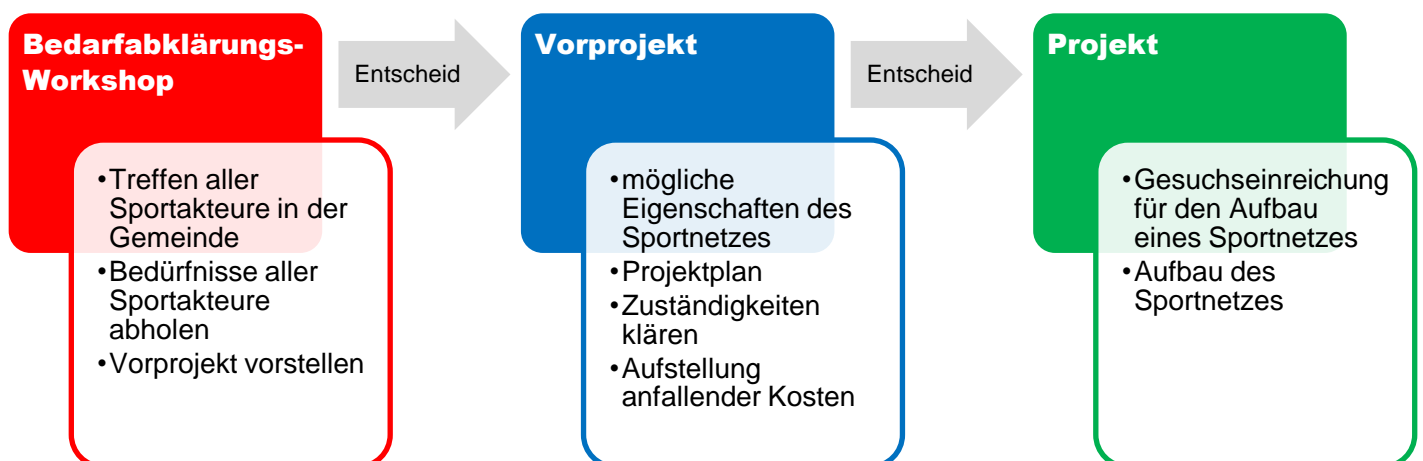 Bedarfabklärungs-
Workshop
• Treffen aller
Sportakteure in der
Gemeinde
• Bedürfnisse aller
Sportakteure
abholen
• Vorprojekt vorstellen
Entscheid
Vorprojekt
• mögliche
Eigenschaften des
Sportnetzes
• Projektplan
• Zuständigkeiten
klären
• Aufstellung
anfallender Kosten
Entscheid
Projekt
• Gesuchseinreichung
für den Aufbau
eines Sportnetzes
• Aufbau des
Sportnetzes